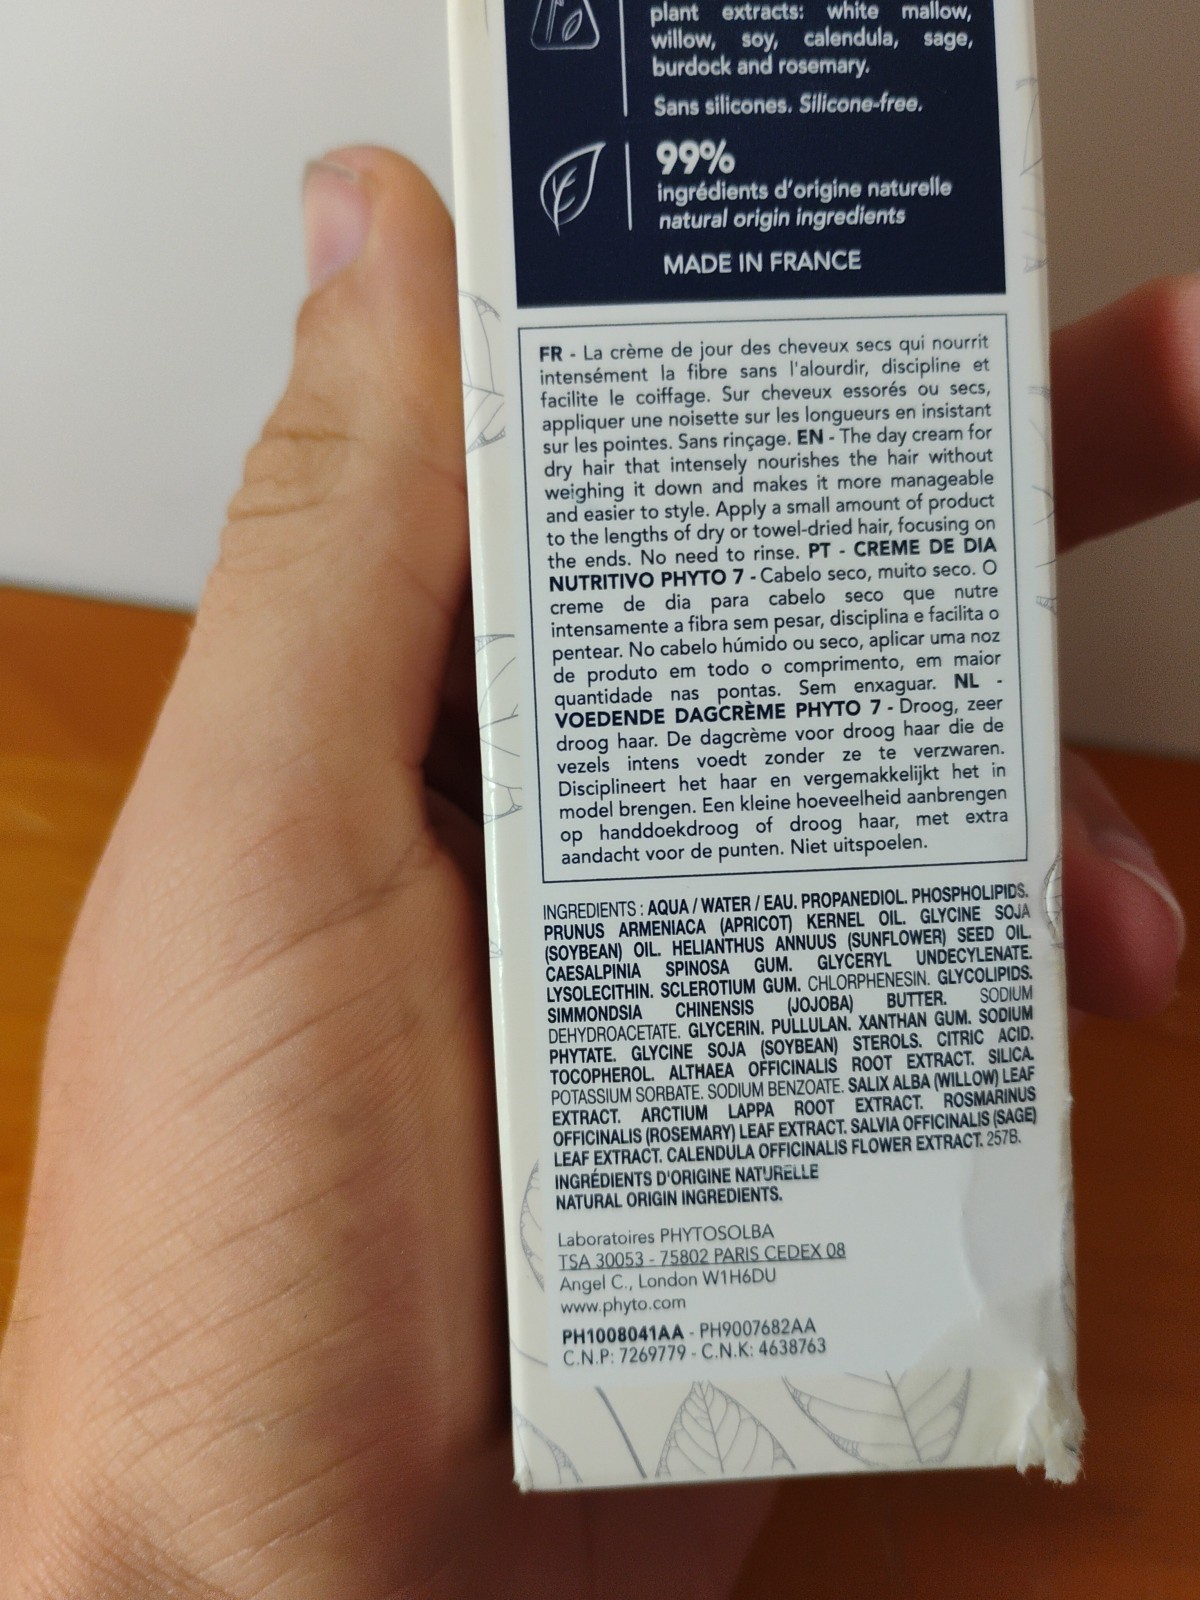 plant extracts: white mallow,
willow, soy, calendula, sage,
burdock and rosemary.
Sans silicones. Silicone-free.
99%
ingrédients d'origine naturelle
natural origin ingredients
MADE IN FRANCE
FR - La crème de jour des cheveux secs qui nourrit
intensément la fibre sans l'alourdir, discipline et
facilite le coiffage. Sur cheveux essorés ou secs,
appliquer une noisette sur les longueurs en insistant
sur les pointes. Sans rinçage. EN - The day cream for
dry hair that intensely nourishes the hair without
weighing it down and makes it more manageable
and easier to style. Apply a small amount of product
to the lengths of dry or towel-dried hair, focusing on
the ends. No need to rinse. PT - CREME DE DIA
NUTRITIVO PHYTO 7 - Cabelo seco, muito seco. O
creme de dia para cabelo seco que nutre
intensamente a fibra sem pesar, disciplina e facilita o
pentear. No cabelo húmido ou seco, aplicar uma noz
de produto em todo o comprimento, em maior
quantidade nas pontas. Sem enxaguar. NL -
VOEDENDE DAGCRÈME PHYTO 7 - Droog, zeer
droog haar. De dagcrème voor droog haar die de
vezels intens voedt zonder ze te verzwaren.
Disciplineert het haar en vergemakkelijkt het in
model brengen. Een kleine hoeveelheid aanbrengen
op handdoekdroog of droog haar, met extra
aandacht voor de punten. Niet uitspoelen.
INGREDIENTS : AQUA / WATER / EAU. PROPANEDIOL. PHOSPHOLIPIDS.
PRUNUS ARMENIACA (APRICOT) KERNEL OIL. GLYCINE SOJA
(SOYBEAN) OIL. HELIANTHUS ANNUUS (SUNFLOWER) SEED OIL.
CAESALPINIA SPINOSA GUM. GLYCERYL UNDECYLENATE.
LYSOLECITHIN. SCLEROTIUM GUM. CHLORPHENESIN. GLYCOLIPIDS.
SIMMONDSIA CHINENSIS (JOJOBA) BUTTER. SODIUM
DEHYDROACETATE. GLYCERIN. PULLULAN. XANTHAN GUM. SODIUM
PHYTATE. GLYCINE SOJA (SOYBEAN) STEROLS. CITRIC ACID.
TOCOPHEROL. ALTHAEA OFFICINALIS ROOT EXTRACT. SILICA.
POTASSIUM SORBATE. SODIUM BENZOATE. SALIX ALBA (WILLOW) LEAF
EXTRACT. ARCTIUM LAPPA ROOT EXTRACT. ROSMARINUS
OFFICINALIS (ROSEMARY) LEAF EXTRACT. SALVIA OFFICINALIS (SAGE)
LEAF EXTRACT. CALENDULA OFFICINALIS FLOWER EXTRACT. 257B.
INGRÉDIENTS D'ORIGINE NATURELLE
NATURAL ORIGIN INGREDIENTS.
Laboratoires PHYTOSOLBA
TSA 30053 - 75802 PARIS CEDEX 08
Angel C., London W1H6DU
www.phyto.com
PH1008041AA - PH9007682AA
C.N.P: 7269779 - C.N.K: 4638763